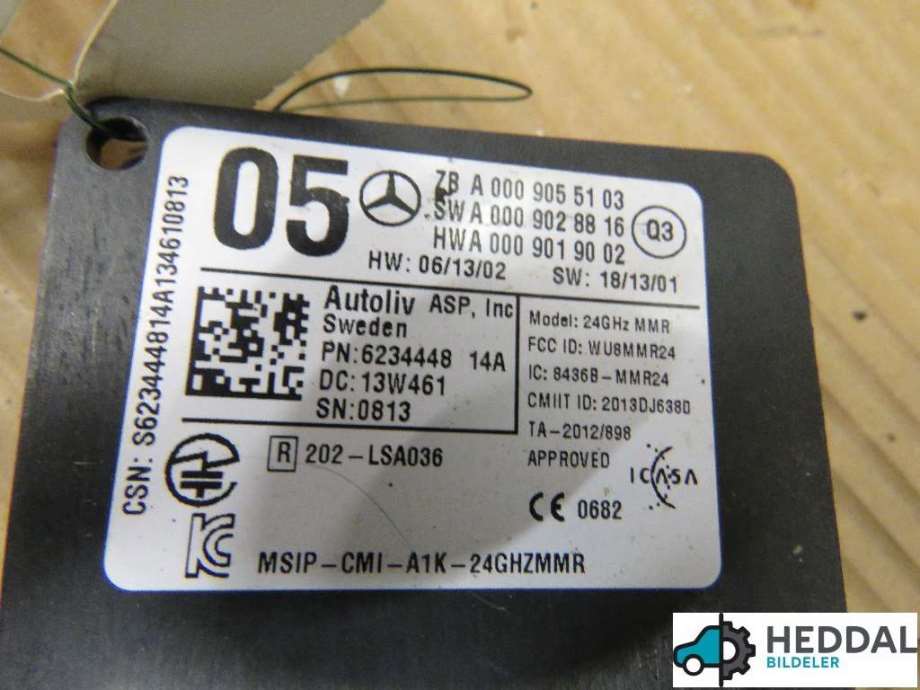 05
ZB A 000 905 51 03
SW A 000 902 88 16
HW A 000 901 90 02
Q3
HW: 06/13/02 SW: 18/13/01
CSN: S623444814A134610813
Autoliv ASP, Inc
Sweden
PN:6234448 14A
DC:13W461
SN:0813
Model: 24GHz MMR
FCC ID: WU8MMR24
IC: 8436B-MMR24
CMIIT ID: 2013DJ6380
TA-2012/898
APPROVED
ICASA
R 202-LSA036
CE 0682
MSIP-CMI-A1K-24GHZMMR
HEDDAL
BILDELER